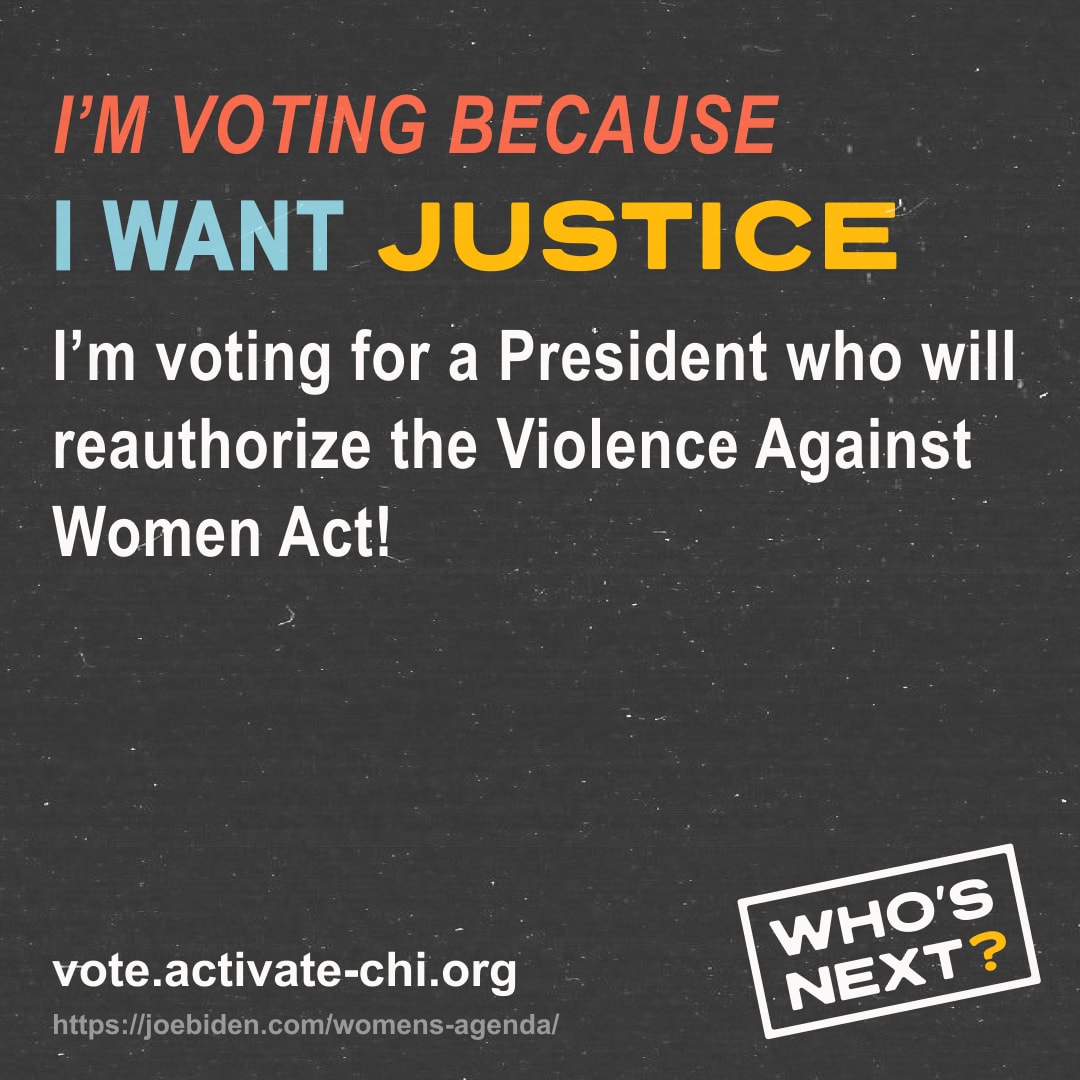 I’M VOTING BECAUSE
I WANT JUSTICE
I’m voting for a President who will
reauthorize the Violence Against
Women Act!
WHO'S
NEXT?
vote.activate-chi.org
https://joebiden.com/womens-agenda/